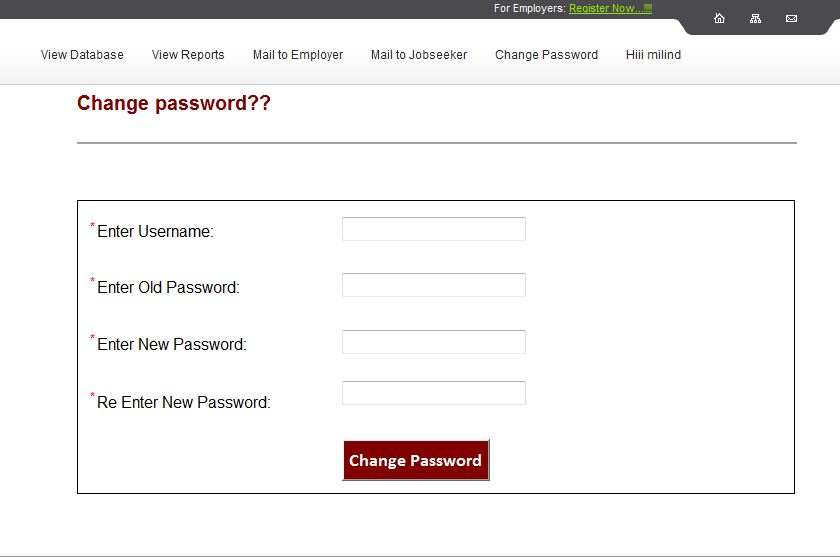 For Employers: Register Now...!!!!
View Database View Reports Mail to Employer Mail to Jobseeker Change Password Hiii milind
Change password??
*Enter Username:
*Enter Old Password:
*Enter New Password:
*Re Enter New Password:
Change Password